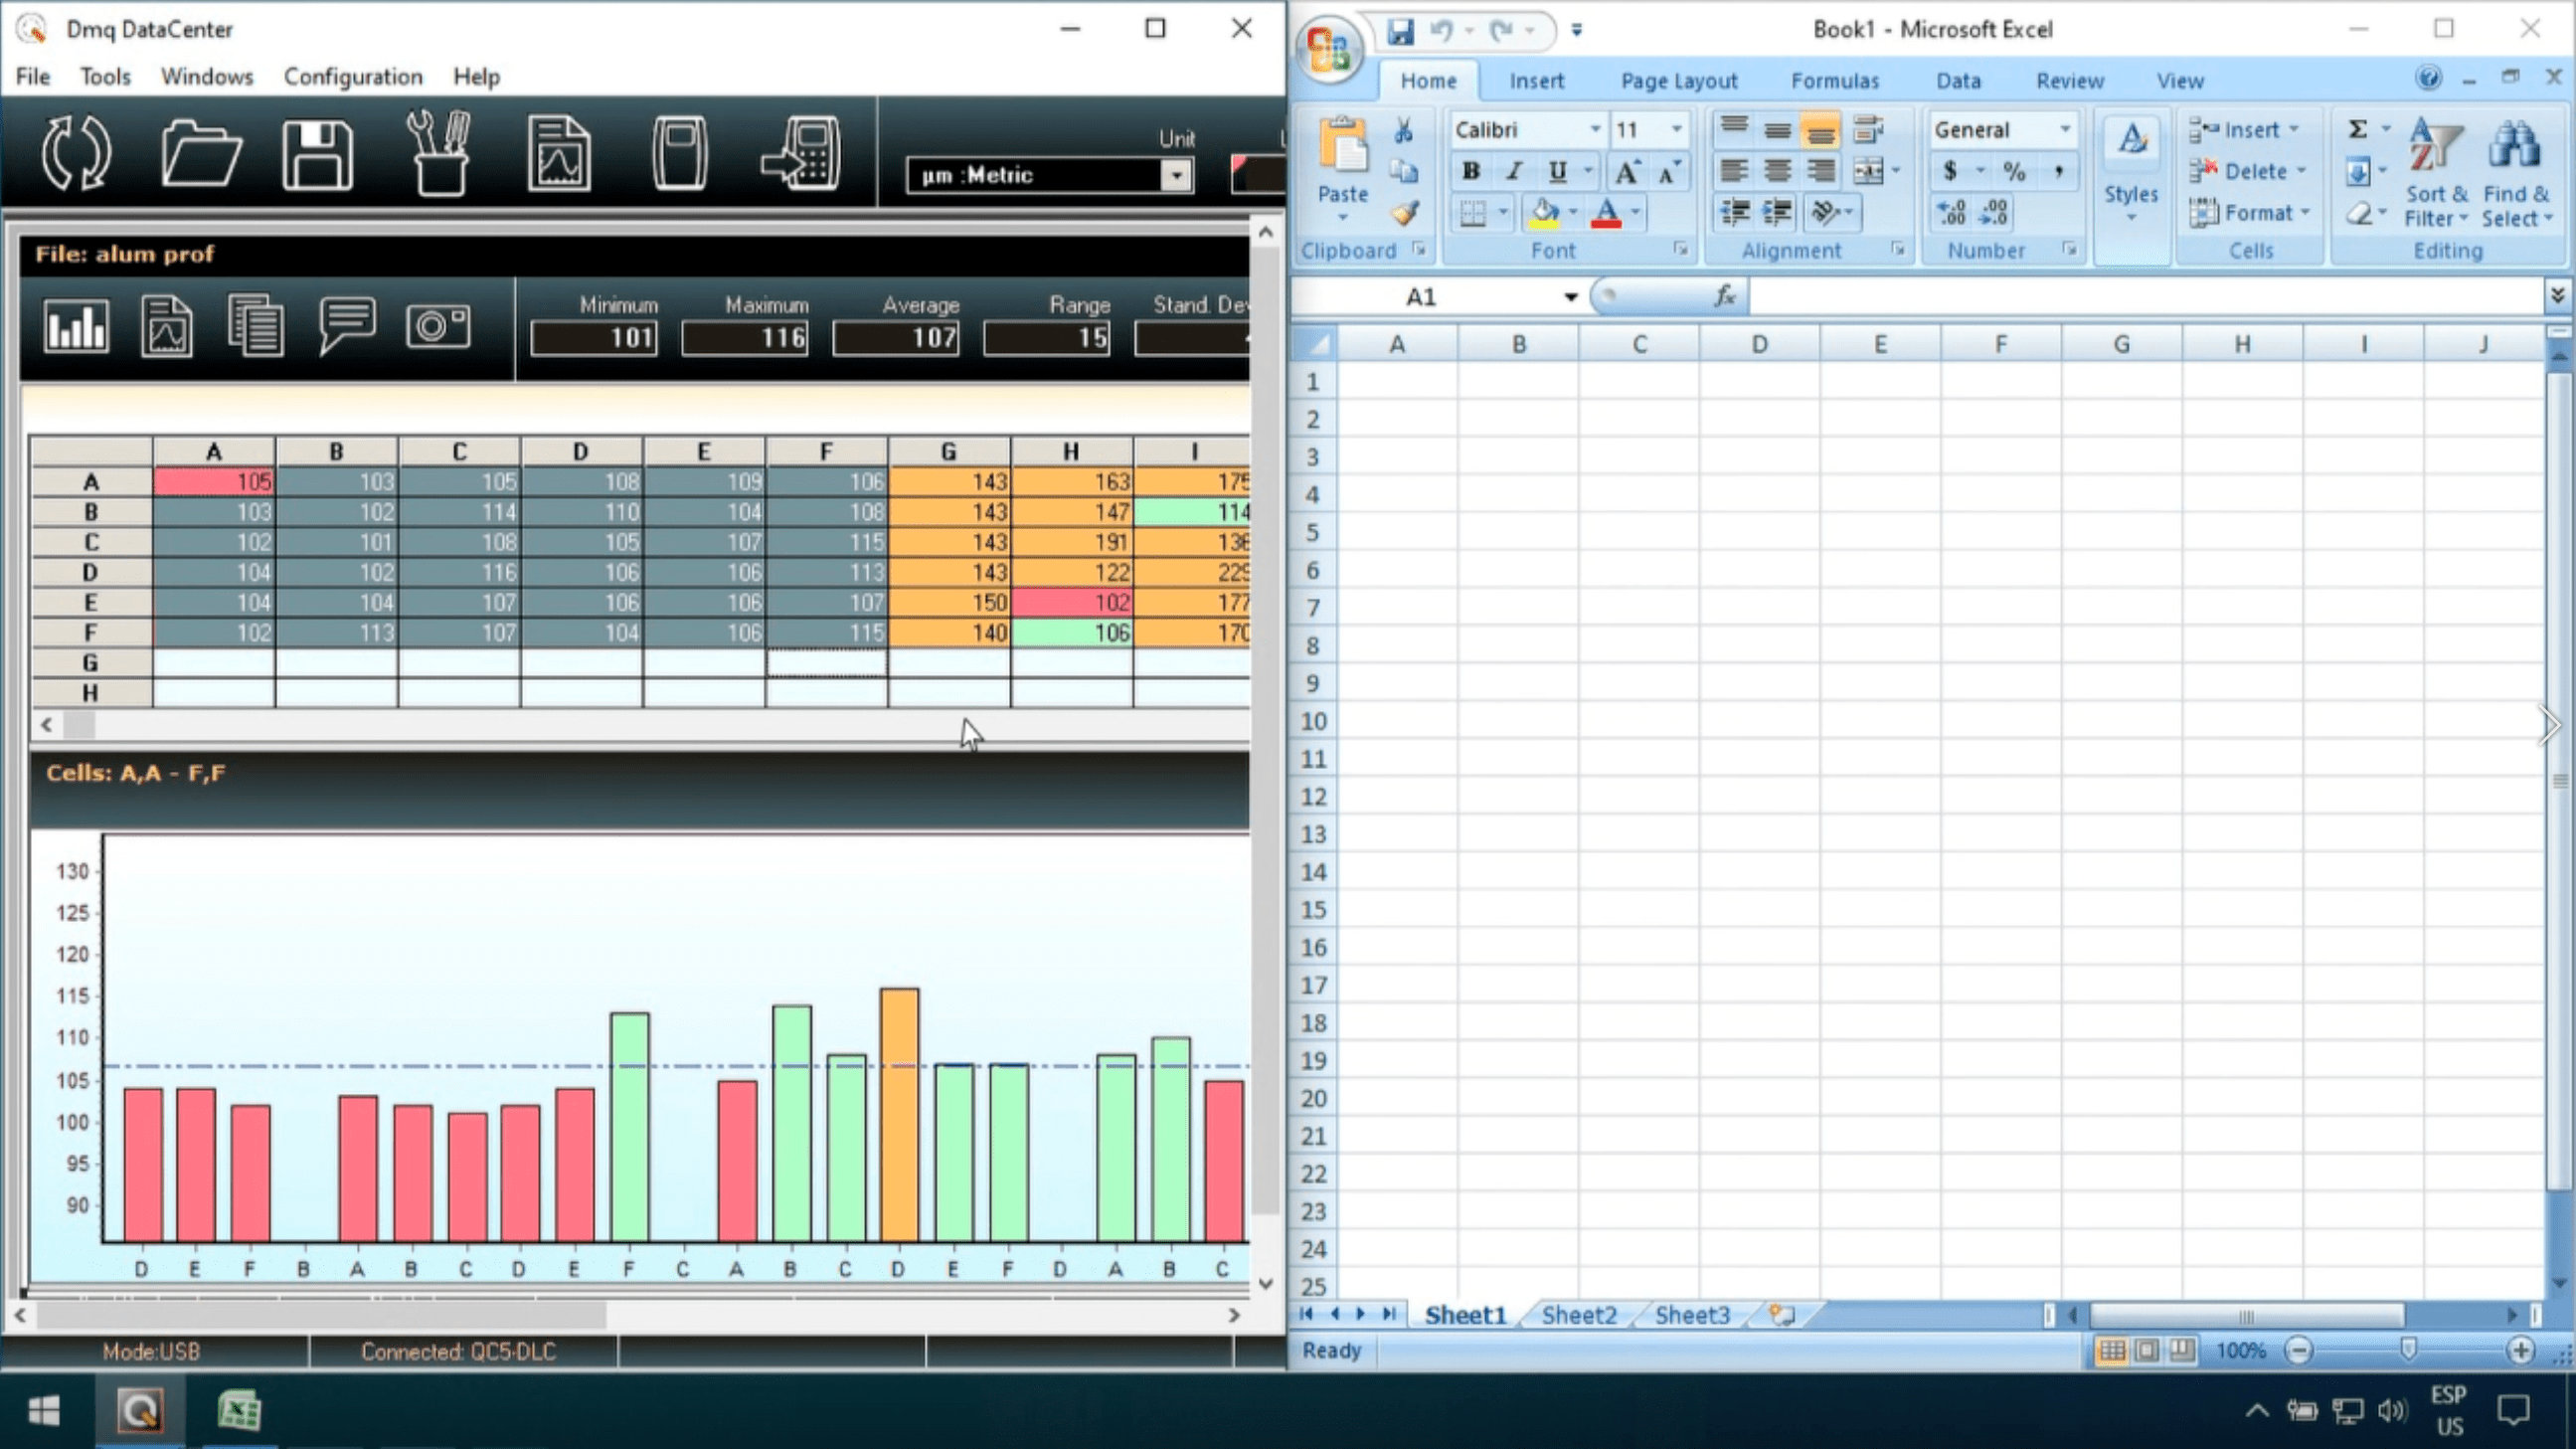 Dmq DataCenter
File Tools Windows Configuration Help
Unit
µm :Metric
File: alum prof
Minimum Maximum Average Range Stand. De
101 116 107 15
A B C D E F G H I
A 105 103 105 108 109 106 143 163 175
B 103 102 114 110 104 108 143 147 114
C 102 101 108 105 107 115 143 191 136
D 104 102 116 106 106 113 143 122 229
E 104 104 107 106 106 107 150 102 177
F 102 113 107 104 106 115 140 106 170
G
H
Cells: A,A - F,F
130
125
120
115
110
105
100
95
90
D E F B A B C D E F C A B C D E F D A B C
Mode:USB Connected: QC5-DLC
Book1 - Microsoft Excel
Home Insert Page Layout Formulas Data Review View
Paste
Clipboard
Calibri 11
B I U A A
A
Font
Alignment
General
$ % ,
.00 .0
Number
Styles
Insert
Delete
Format
Cells
Σ
Sort & Filter
Find & Select
Editing
A1 fx
A B C D E F G H I J
1
2
3
4
5
6
7
8
9
10
11
12
13
14
15
16
17
18
19
20
21
22
23
24
25
Sheet1 Sheet2 Sheet3
Ready 100%
ESP
US